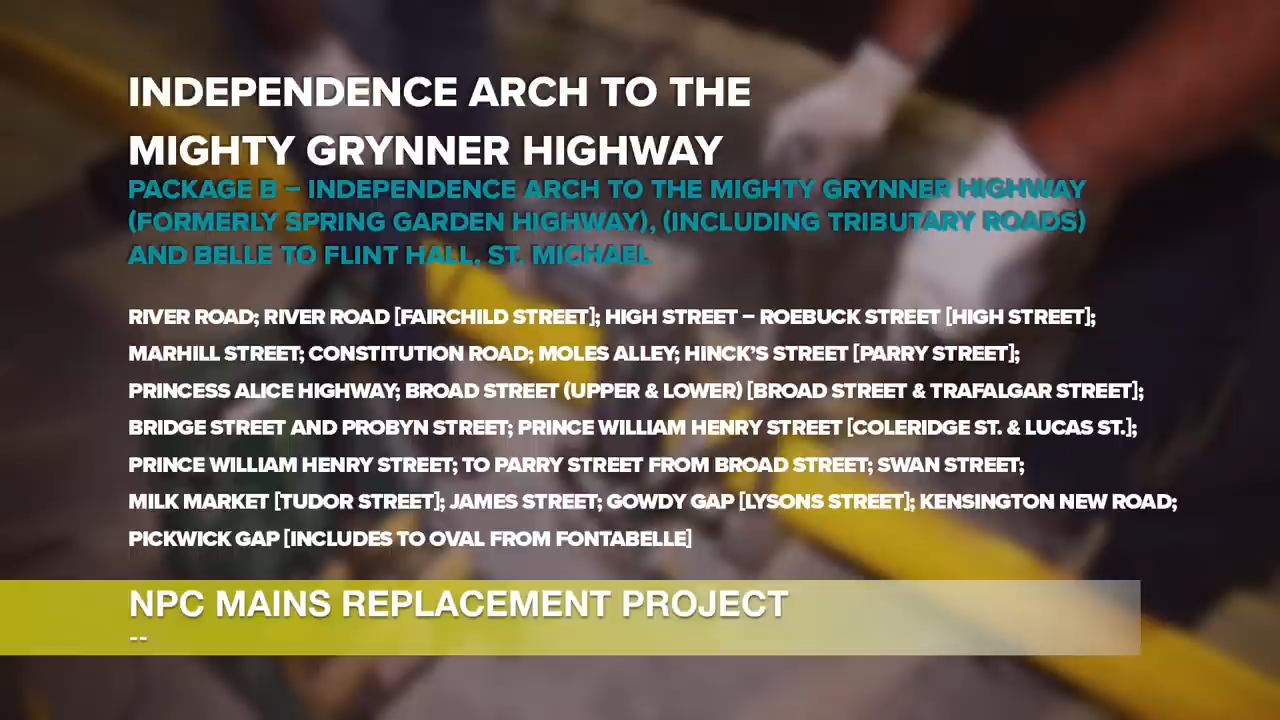 INDEPENDENCE ARCH TO THE
MIGHTY GRYNNER HIGHWAY
PACKAGE B – INDEPENDENCE ARCH TO THE MIGHTY GRYNNER HIGHWAY
(FORMERLY SPRING GARDEN HIGHWAY), (INCLUDING TRIBUTARY ROADS)
AND BELLE TO FLINT HALL, ST. MICHAEL
RIVER ROAD; RIVER ROAD [FAIRCHILD STREET]; HIGH STREET – ROEBUCK STREET [HIGH STREET];
MARHILL STREET; CONSTITUTION ROAD; MOLES ALLEY; HINCK'S STREET [PARRY STREET];
PRINCESS ALICE HIGHWAY; BROAD STREET (UPPER & LOWER) [BROAD STREET & TRAFALGAR STREET];
BRIDGE STREET AND PROBYN STREET; PRINCE WILLIAM HENRY STREET [COLERIDGE ST. & LUCAS ST.];
PRINCE WILLIAM HENRY STREET; TO PARRY STREET FROM BROAD STREET; SWAN STREET;
MILK MARKET [TUDOR STREET]; JAMES STREET; GOWDY GAP [LYSONS STREET]; KENSINGTON NEW ROAD;
PICKWICK GAP [INCLUDES TO OVAL FROM FONTABELLE]
NPC MAINS REPLACEMENT PROJECT
--